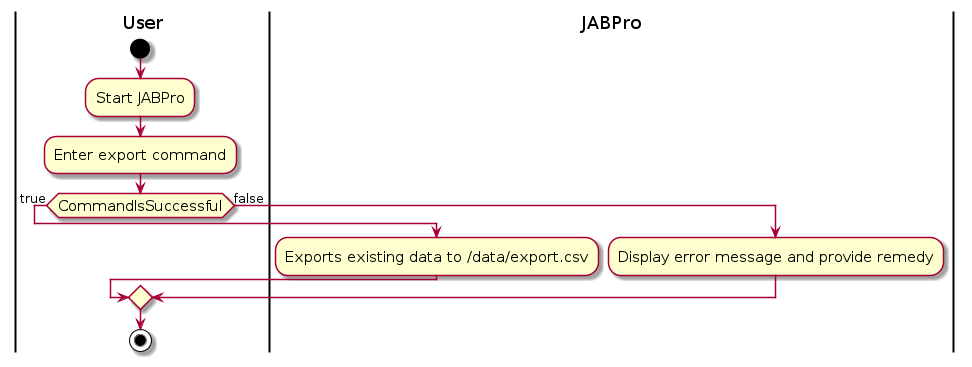 User
JABPro
Start JABPro
Enter export command
true
CommandIsSuccessful
false
Exports existing data to /data/export.csv
Display error message and provide remedy